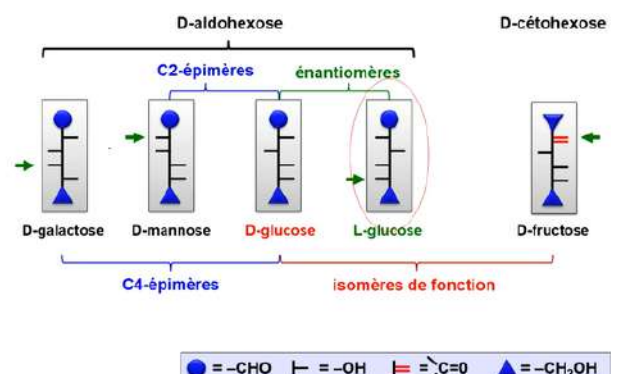 D-aldohexose D-cétohexose
C2-épimères énantiomères
D-galactose D-mannose D-glucose L-glucose D-fructose
C4-épimères isomères de fonction
= –CHO = –OH = C=0 = –CH₂OH